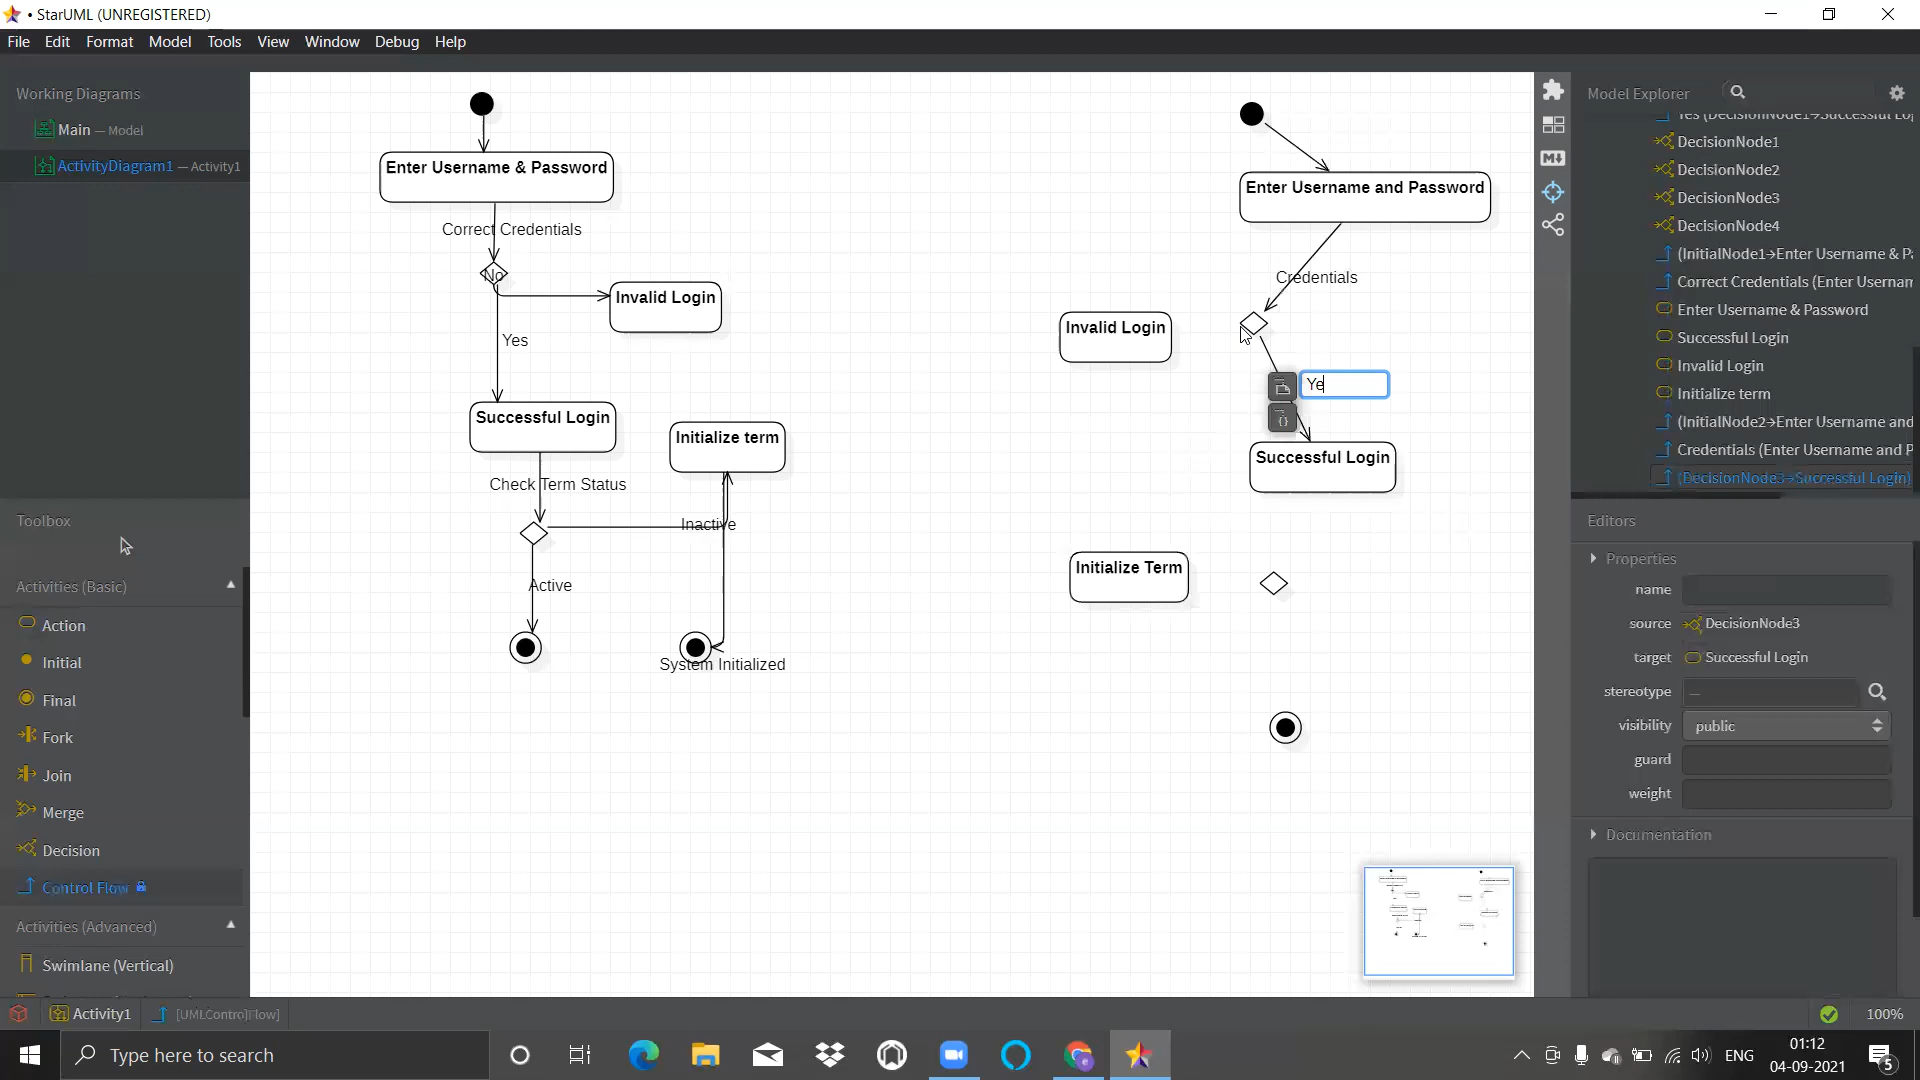 • StarUML (UNREGISTERED)
File Edit Format Model Tools View Window Debug Help
Working Diagrams
Main — Model
ActivityDiagram1 — Activity1
Toolbox
Activities (Basic)
Action
Initial
Final
Fork
Join
Merge
Decision
Control Flow
Activities (Advanced)
Swimlane (Vertical)
Enter Username & Password
Correct Credentials
No
Invalid Login
Yes
Successful Login
Initialize term
Check Term Status
Inactive
Active
System Initialized
Enter Username and Password
Credentials
Invalid Login
Ye
Successful Login
Initialize Term
Model Explorer
Yes (DecisionNode1→Successful Lo
DecisionNode1
DecisionNode2
DecisionNode3
DecisionNode4
(InitialNode1→Enter Username & Pa
Correct Credentials (Enter Usernam
Enter Username & Password
Successful Login
Invalid Login
Initialize term
(InitialNode2→Enter Username and
Credentials (Enter Username and P
(DecisionNode3→Successful Login)
Editors
Properties
name
source DecisionNode3
target Successful Login
stereotype —
visibility public
guard
weight
Documentation
Activity1 [UMLControlFlow]
100%
Type here to search
ENG
01:12
04-09-2021
5